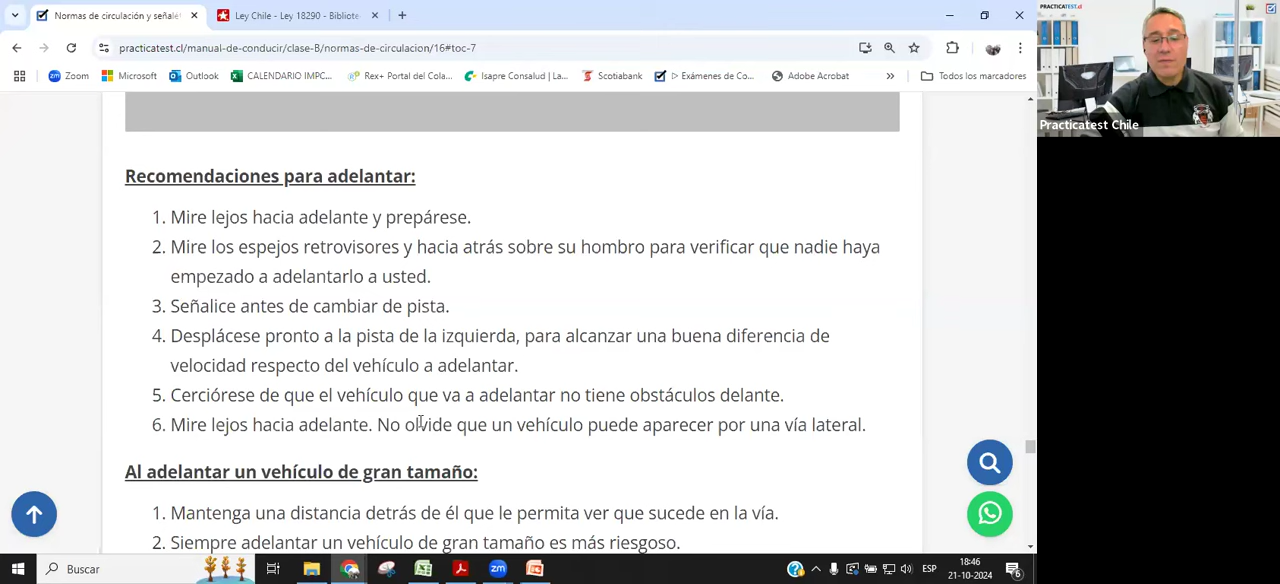 Normas de circulación y señalet
Ley Chile - Ley 18290 - Bibl
practicatest.cl/manual-de-conducir/clase-B/normas-de-circulacion/16#t6
Zoom
Microsoft
Outlook
CALENDARIO IMPO...
Rex+ Portal del Cola...
Isapre Consalud | La...
Scotiabank
▷ Exámenes de Co...
Adobe Acrobat
»
Todos los marcadores
PRACTICATEST.cl
Practicatest Chile
Recomendaciones para adelantar:
1. Mire lejos hacia adelante y prepárese.
2. Mire los espejos retrovisores y hacia atrás sobre su hombro para verificar que nadie haya
empezado a adelantarlo a usted.
3. Señalice antes de cambiar de pista.
4. Desplácese pronto a la pista de la izquierda, para alcanzar una buena diferencia de
velocidad respecto del vehículo a adelantar.
5. Cerciórese de que el vehículo que va a adelantar no tiene obstáculos delante.
6. Mire lejos hacia adelante. No olvide que un vehículo puede aparecer por una vía lateral.
Al adelantar un vehículo de gran tamaño:
1. Mantenga una distancia detrás de él que le permita ver que sucede en la vía.
2. Siempre adelantar un vehículo de gran tamaño es más riesgoso.
Buscar
ESP
18:46
21-10-2024
6